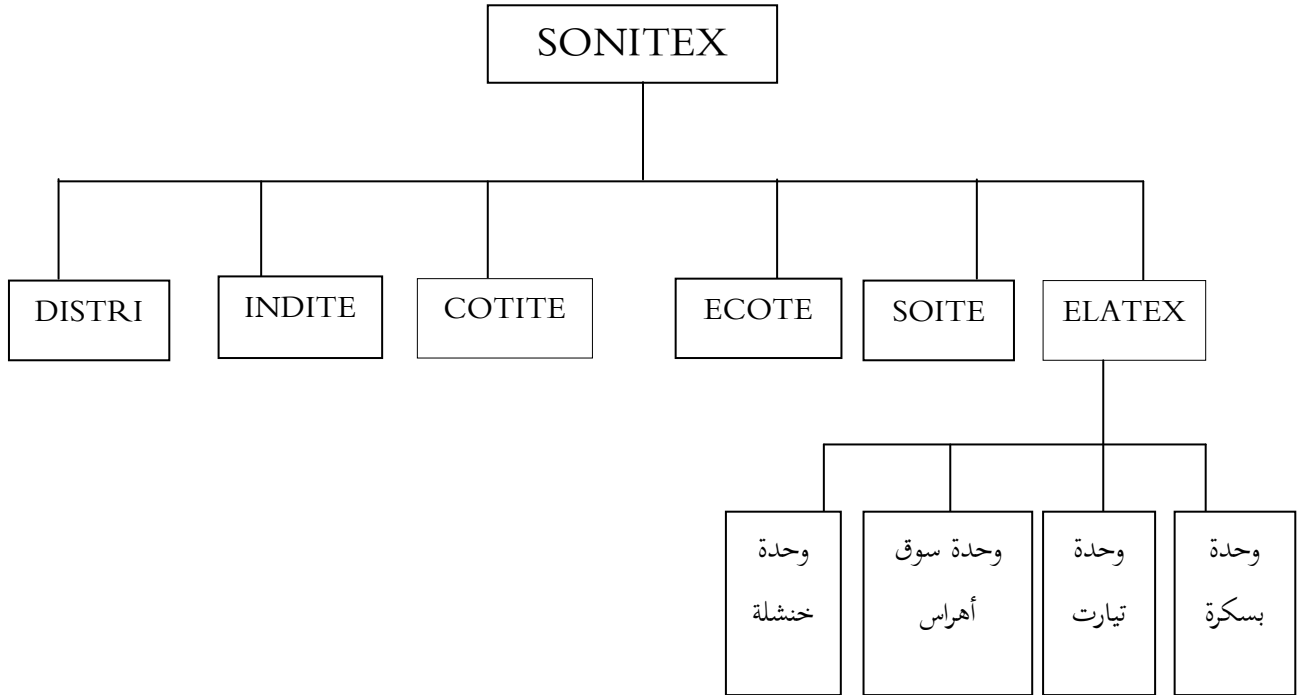 SONITEX
DISTRI
INDITE
COTITE
ECOTE
SOITE
ELATEX
وحدة
خنشلة
وحدة سوق
أهراس
وحدة
تيارت
وحدة
بسكرة